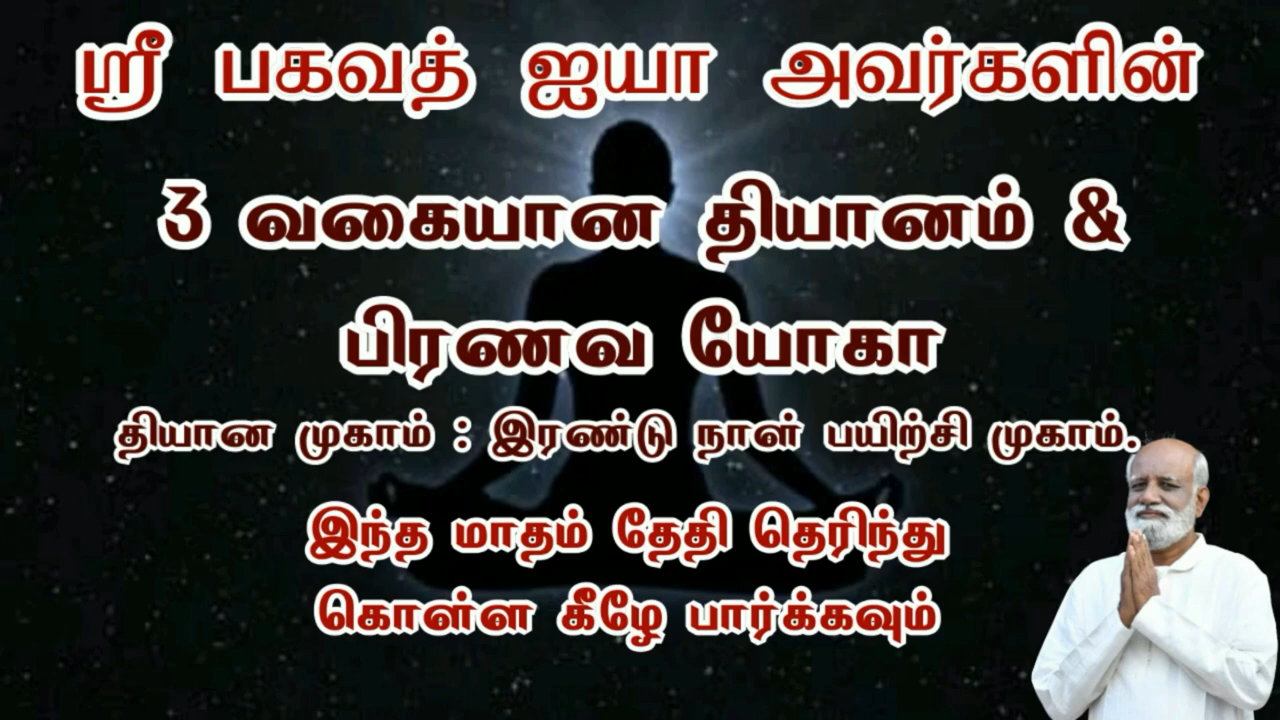 ஸ்ரீ பகவத் ஐயா அவர்களின்
3 வகையான தியானம் &
பிரணவ யோகா
தியான முகாம் : இரண்டு நாள் பயிற்சி முகாம்.
இந்த மாதம் தேதி தெரிந்து
கொள்ள கீழே பார்க்கவும்